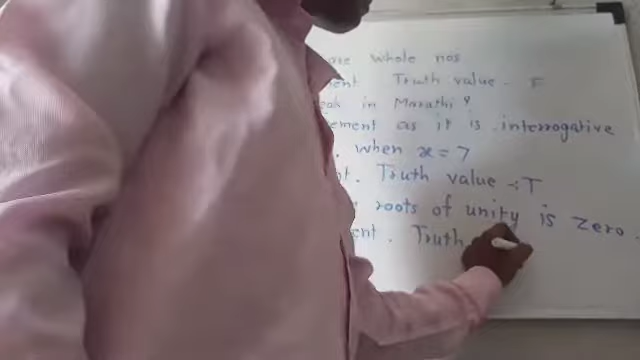 are whole nos
ent Truth value - F
eak in Marathi?
ement as it is interrogative
. when x = 7
nt. Truth value :- T
roots of unity is zero.
ent. Truth